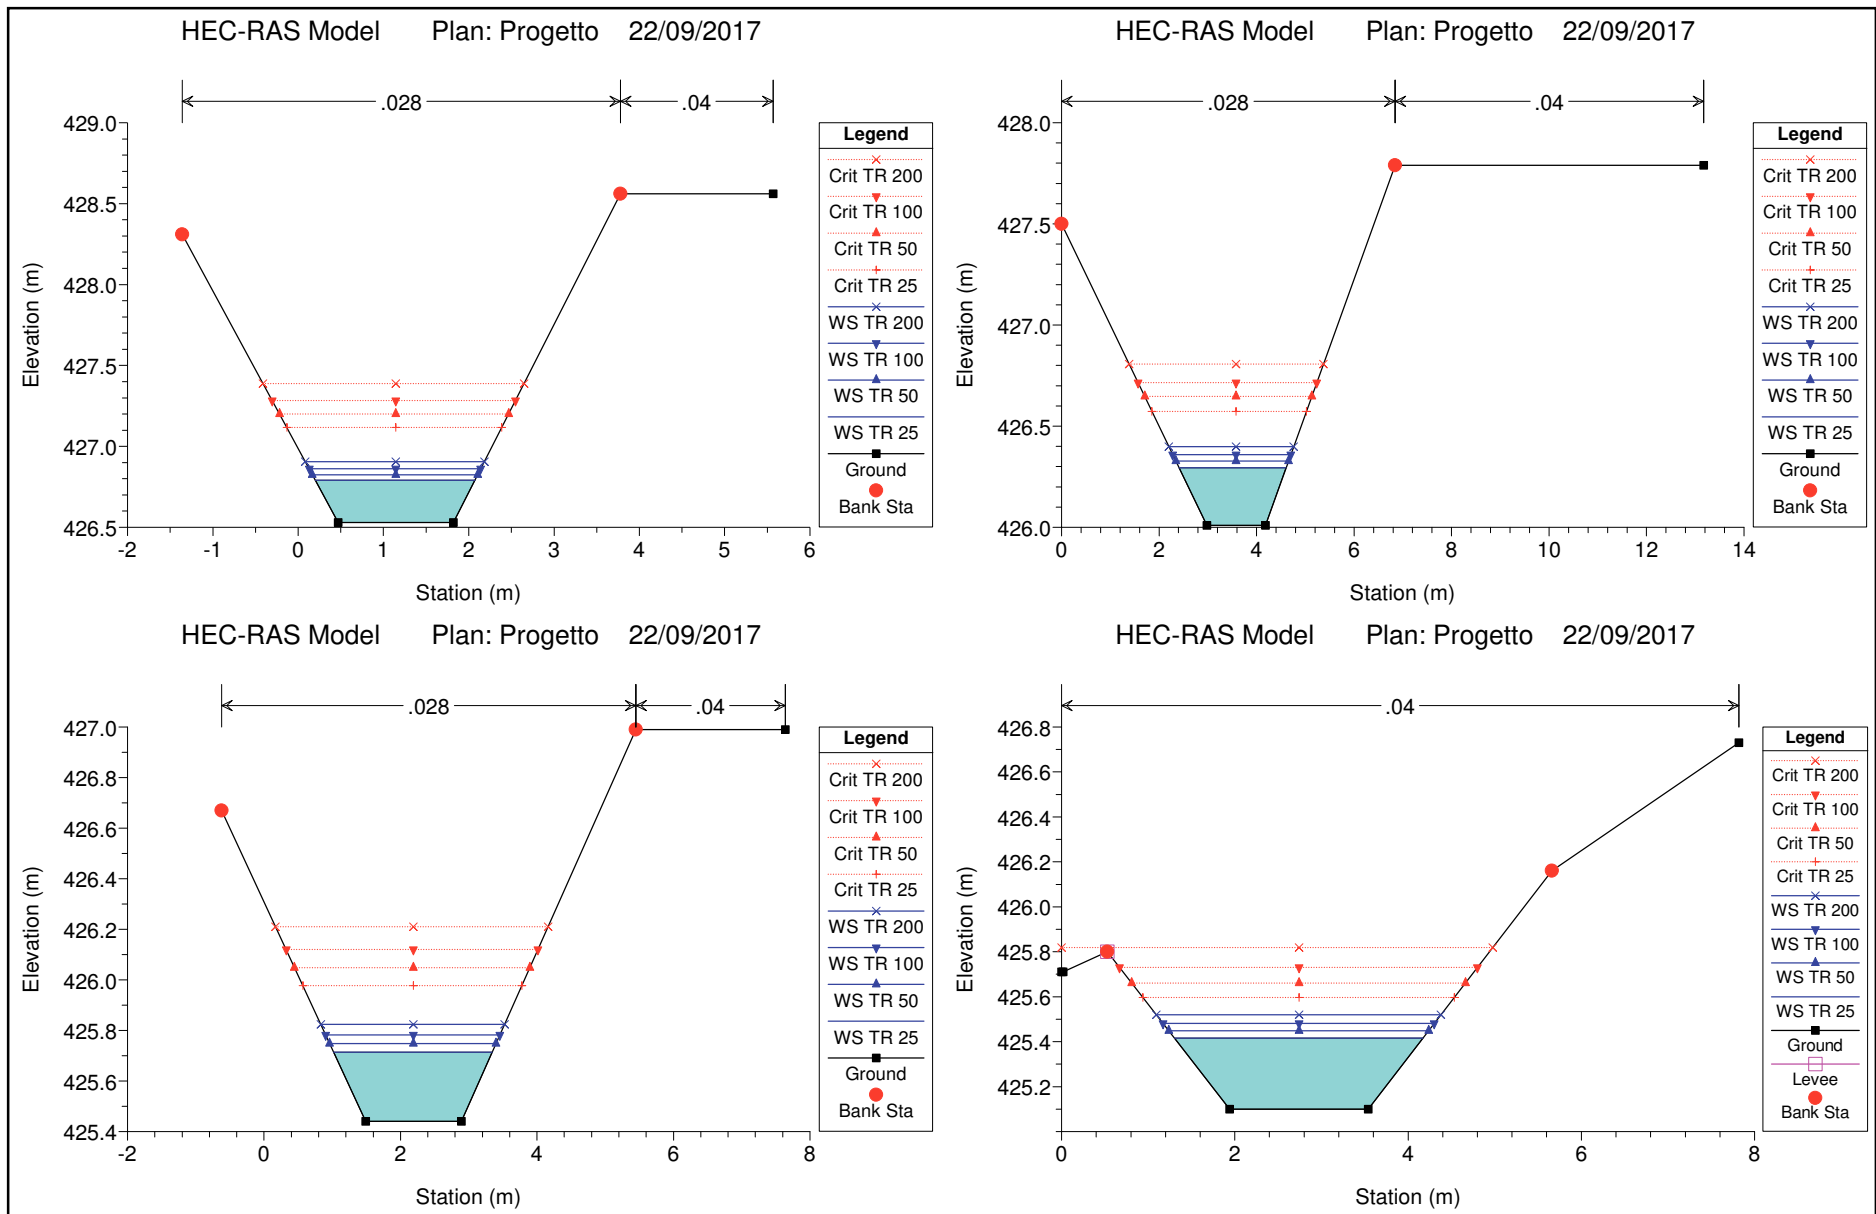 HEC-RAS Model Plan: Progetto 22/09/2017
.028 .04
429.0
428.5
428.0
427.5
427.0
426.5
Elevation (m)
-2 -1 0 1 2 3 4 5 6
Station (m)
Legend
Crit TR 200
Crit TR 100
Crit TR 50
Crit TR 25
WS TR 200
WS TR 100
WS TR 50
WS TR 25
Ground
Bank Sta
HEC-RAS Model Plan: Progetto 22/09/2017
.028 .04
428.0
427.5
427.0
426.5
426.0
Elevation (m)
0 2 4 6 8 10 12 14
Station (m)
Legend
Crit TR 200
Crit TR 100
Crit TR 50
Crit TR 25
WS TR 200
WS TR 100
WS TR 50
WS TR 25
Ground
Bank Sta
HEC-RAS Model Plan: Progetto 22/09/2017
.028 .04
427.0
426.8
426.6
426.4
426.2
426.0
425.8
425.6
425.4
Elevation (m)
-2 0 2 4 6 8
Station (m)
Legend
Crit TR 200
Crit TR 100
Crit TR 50
Crit TR 25
WS TR 200
WS TR 100
WS TR 50
WS TR 25
Ground
Bank Sta
HEC-RAS Model Plan: Progetto 22/09/2017
.04
426.8
426.6
426.4
426.2
426.0
425.8
425.6
425.4
425.2
Elevation (m)
0 2 4 6 8
Station (m)
Legend
Crit TR 200
Crit TR 100
Crit TR 50
Crit TR 25
WS TR 200
WS TR 100
WS TR 50
WS TR 25
Ground
Levee
Bank Sta